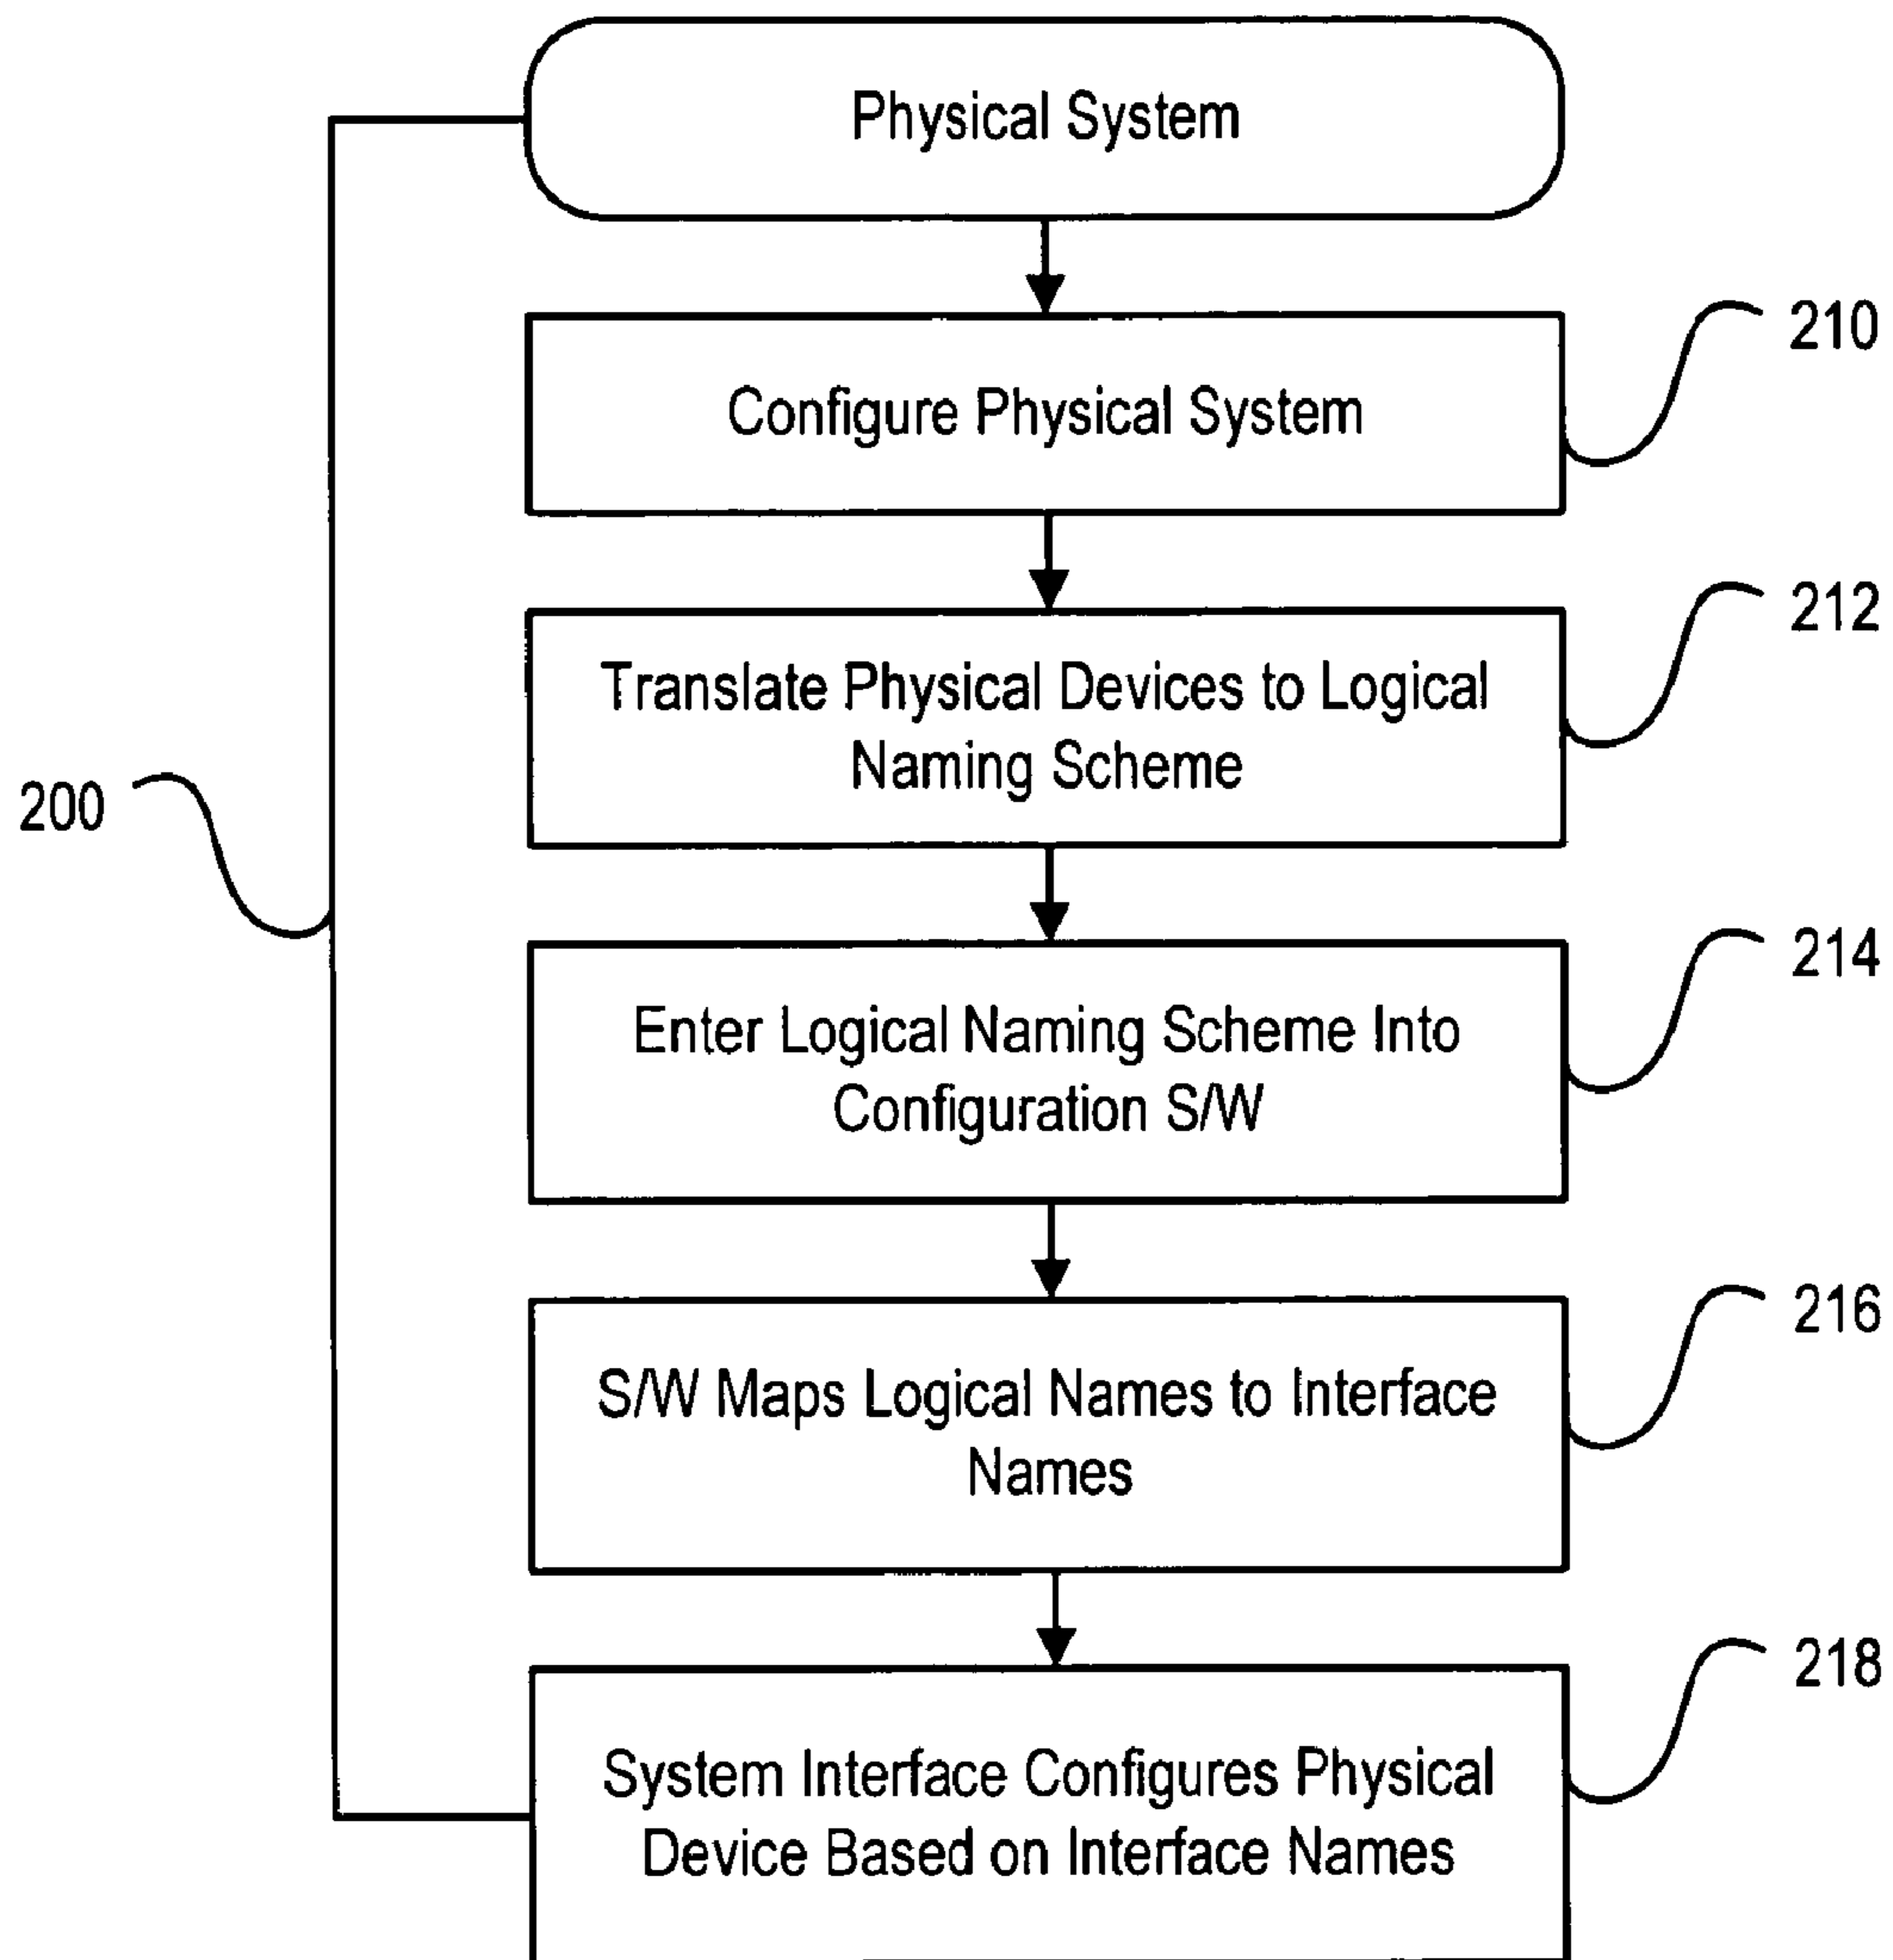 Physical System
210
Configure Physical System
212
Translate Physical Devices to Logical
Naming Scheme
200
214
Enter Logical Naming Scheme Into
Configuration S/W
216
S/W Maps Logical Names to Interface
Names
218
System Interface Configures Physical
Device Based on Interface Names